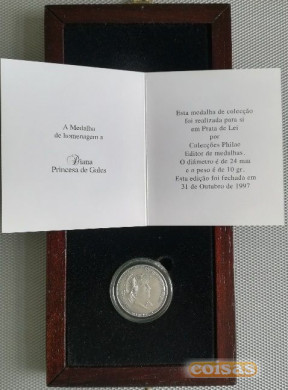 A Medalha
de homenagem a
Diana
Princesa de Gales
Esta medalha de colecção
foi realizada para si
em Prata de Lei
por
Colecções Philae
Editor de medalhas.
O diâmetro é de 24 mm
e o peso é de 10 gr.
Esta edição foi fechada em
31 de Outubro de 1997
coisas